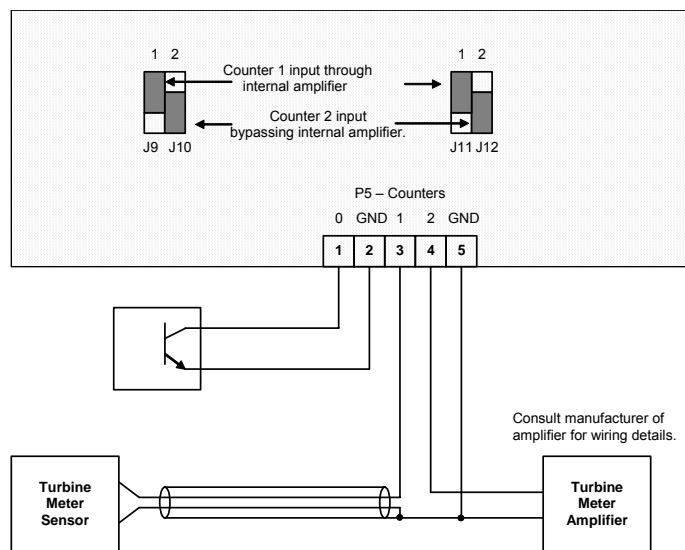 1 2
1 2
Counter 1 input through
internal amplifier
Counter 2 input
bypassing internal amplifier.
J9 J10
J11 J12
P5 – Counters
0 GND 1 2 GND
1 2 3 4 5
Consult manufacturer of
amplifier for wiring details.
Turbine
Meter
Sensor
Turbine
Meter
Amplifier